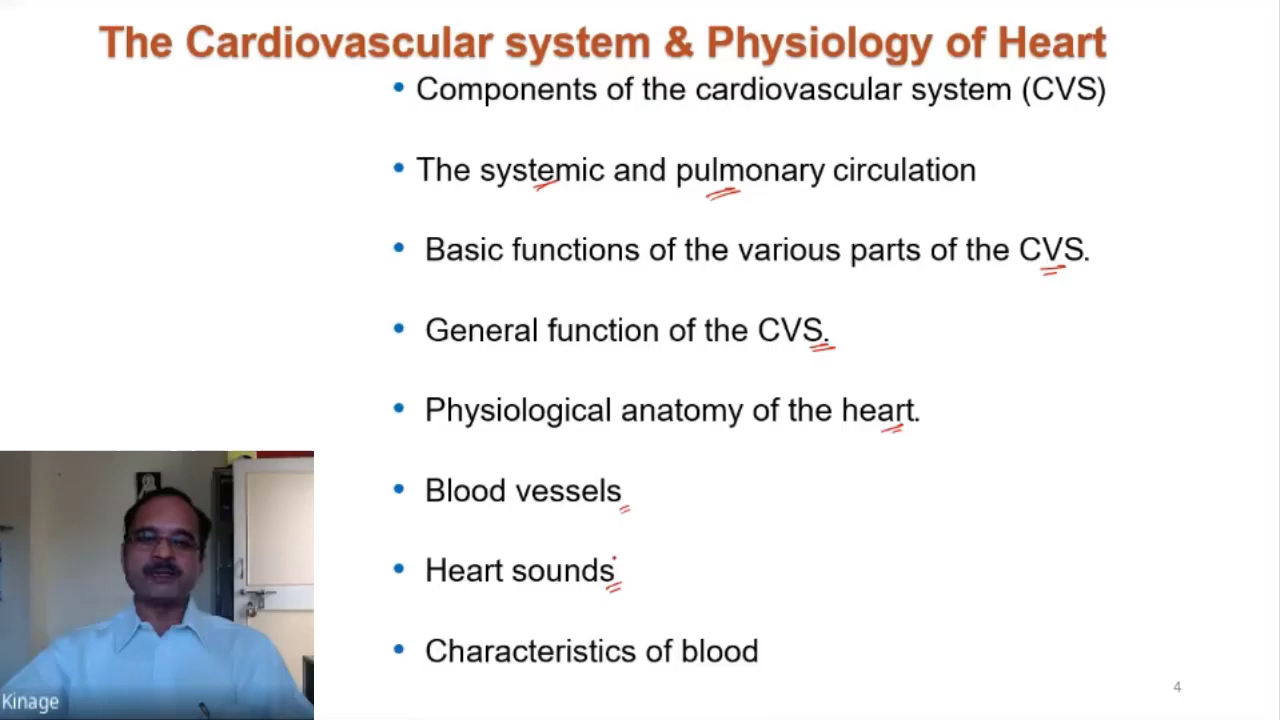 The Cardiovascular system & Physiology of Heart
• Components of the cardiovascular system (CVS)
• The systemic and pulmonary circulation
• Basic functions of the various parts of the CVS.
• General function of the CVS.
• Physiological anatomy of the heart.
• Blood vessels
• Heart sounds
• Characteristics of blood
4
Kinage